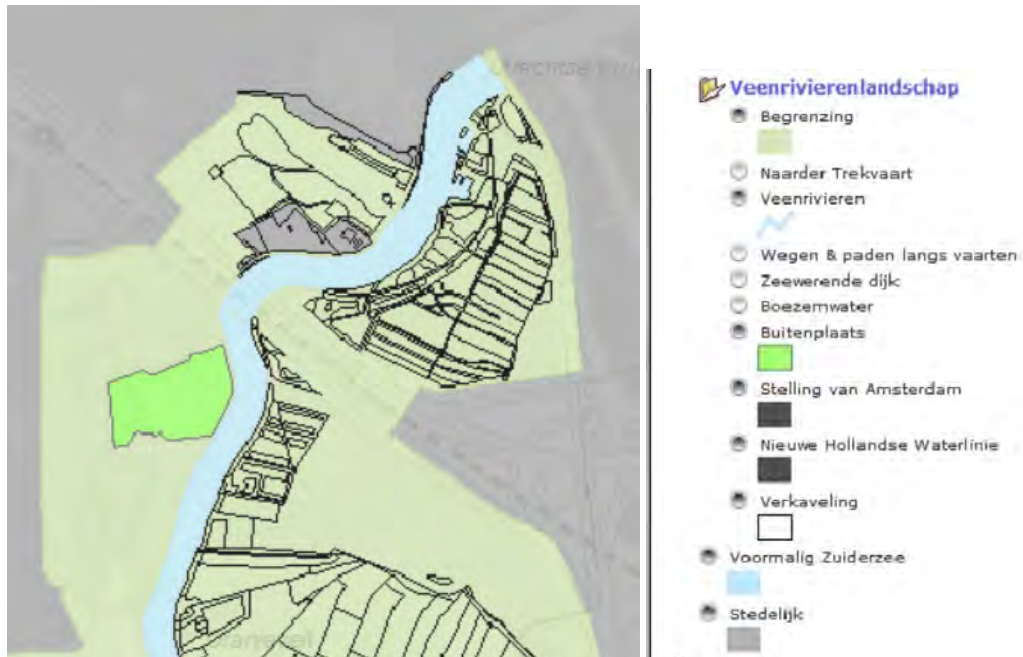 Veenrivierenlandschap
Begrenzing
Naarder Trekvaart
Veenrivieren
Wegen & paden langs vaarten
Zeewerende dijk
Boezemwater
Buitenplaats
Stelling van Amsterdam
Nieuwe Hollandse Waterlinie
Verkaveling
Voormalig Zuiderzee
Stedelijk